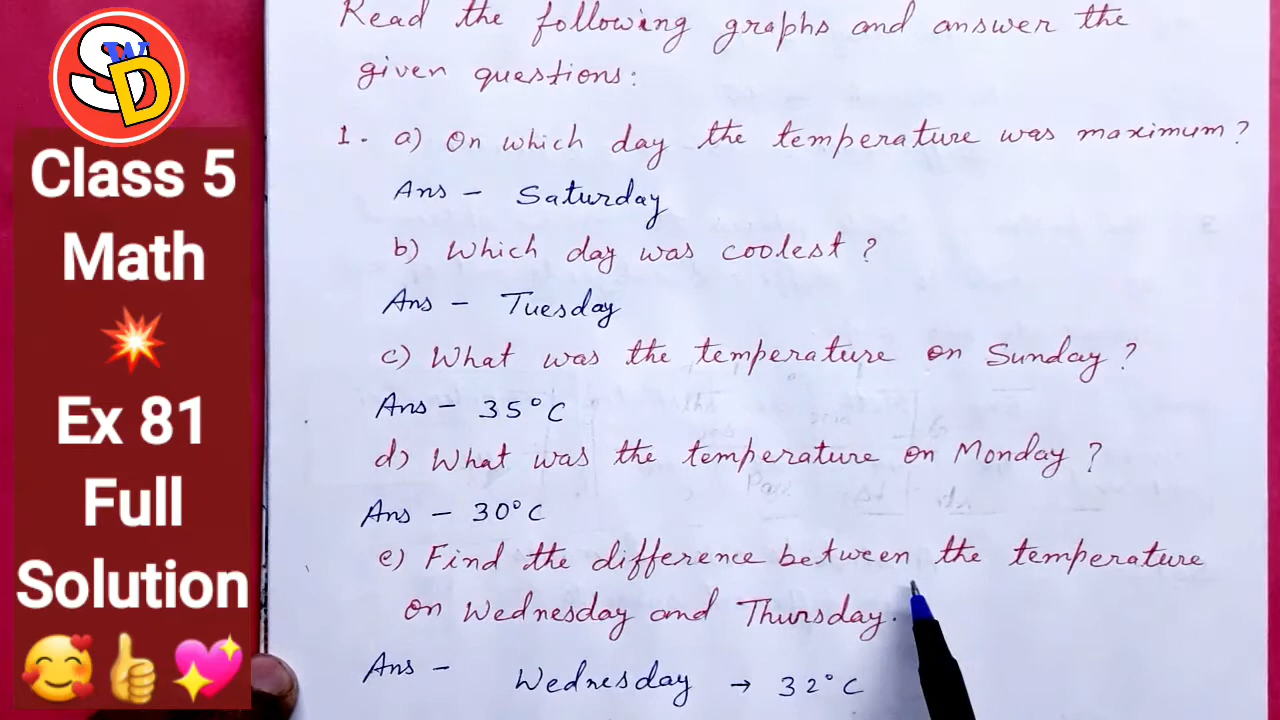 SWD
Class 5
Math
Ex 81
Full
Solution
Read the following graphs and answer the
given questions:
1. a) On which day the temperature was maximum?
Ans - Saturday
b) Which day was coolest?
Ans - Tuesday
c) What was the temperature on Sunday?
Ans - 35°C
d) What was the temperature on Monday?
Ans - 30°C
e) Find the difference between the temperature
on Wednesday and Thursday.
Ans - Wednesday → 32°C